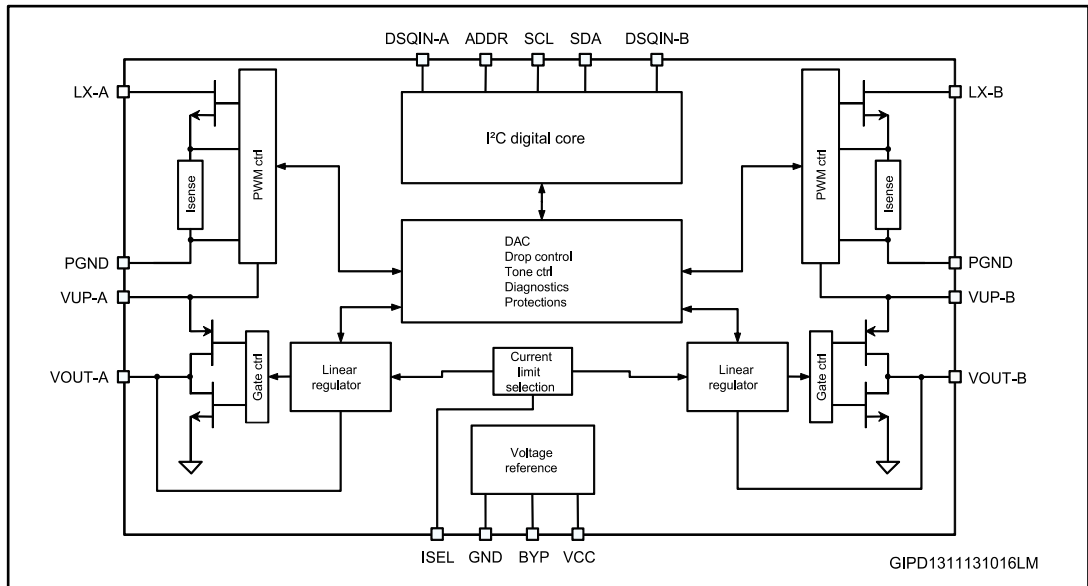 DSQIN-A ADDR SCL SDA DSQIN-B
LX-A
LX-B
I²C digital core
PWM ctrl
PWM ctrl
Isense
Isense
DAC
Drop control
Tone ctrl
Diagnostics
Protections
PGND
PGND
VUP-A
VUP-B
VOUT-A
VOUT-B
Gate ctrl
Linear
regulator
Current
limit
selection
Linear
regulator
Gate ctrl
Voltage
reference
ISEL GND BYP VCC
GIPD1311131016LM